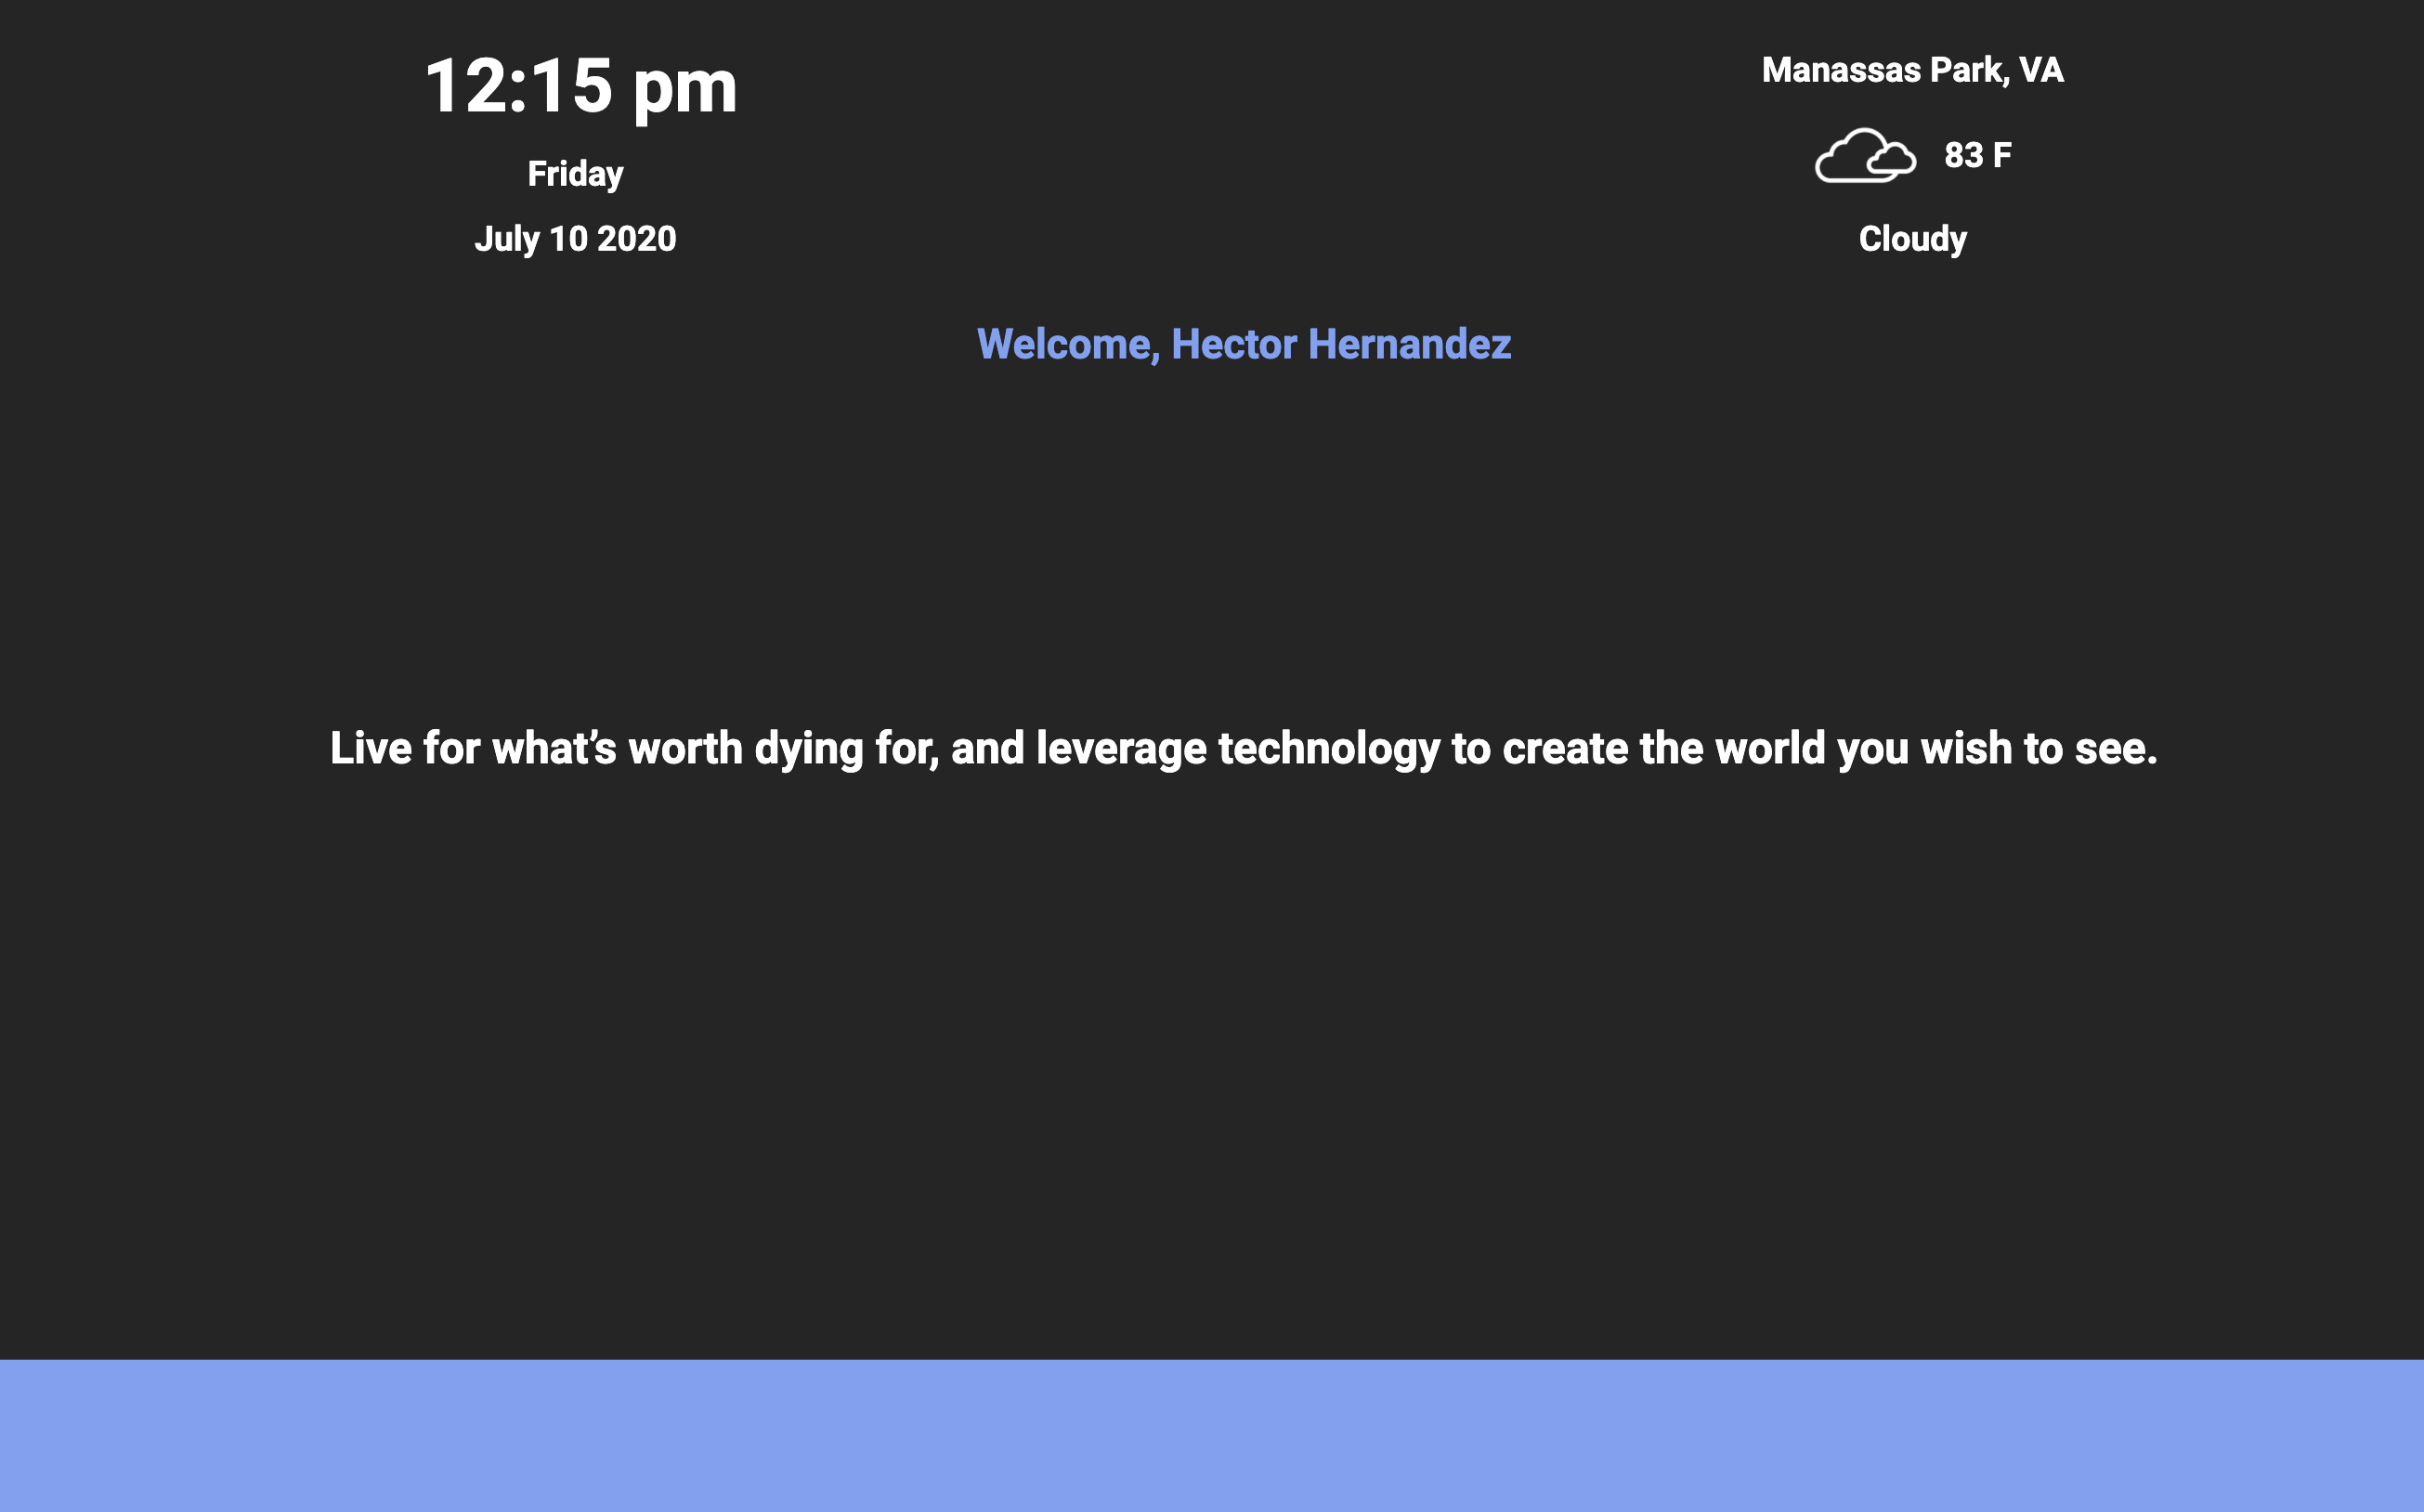 12:15 pm
Friday
July 10 2020
Manassas Park, VA
83 F
Cloudy
Welcome, Hector Hernandez
Live for what's worth dying for, and leverage technology to create the world you wish to see.